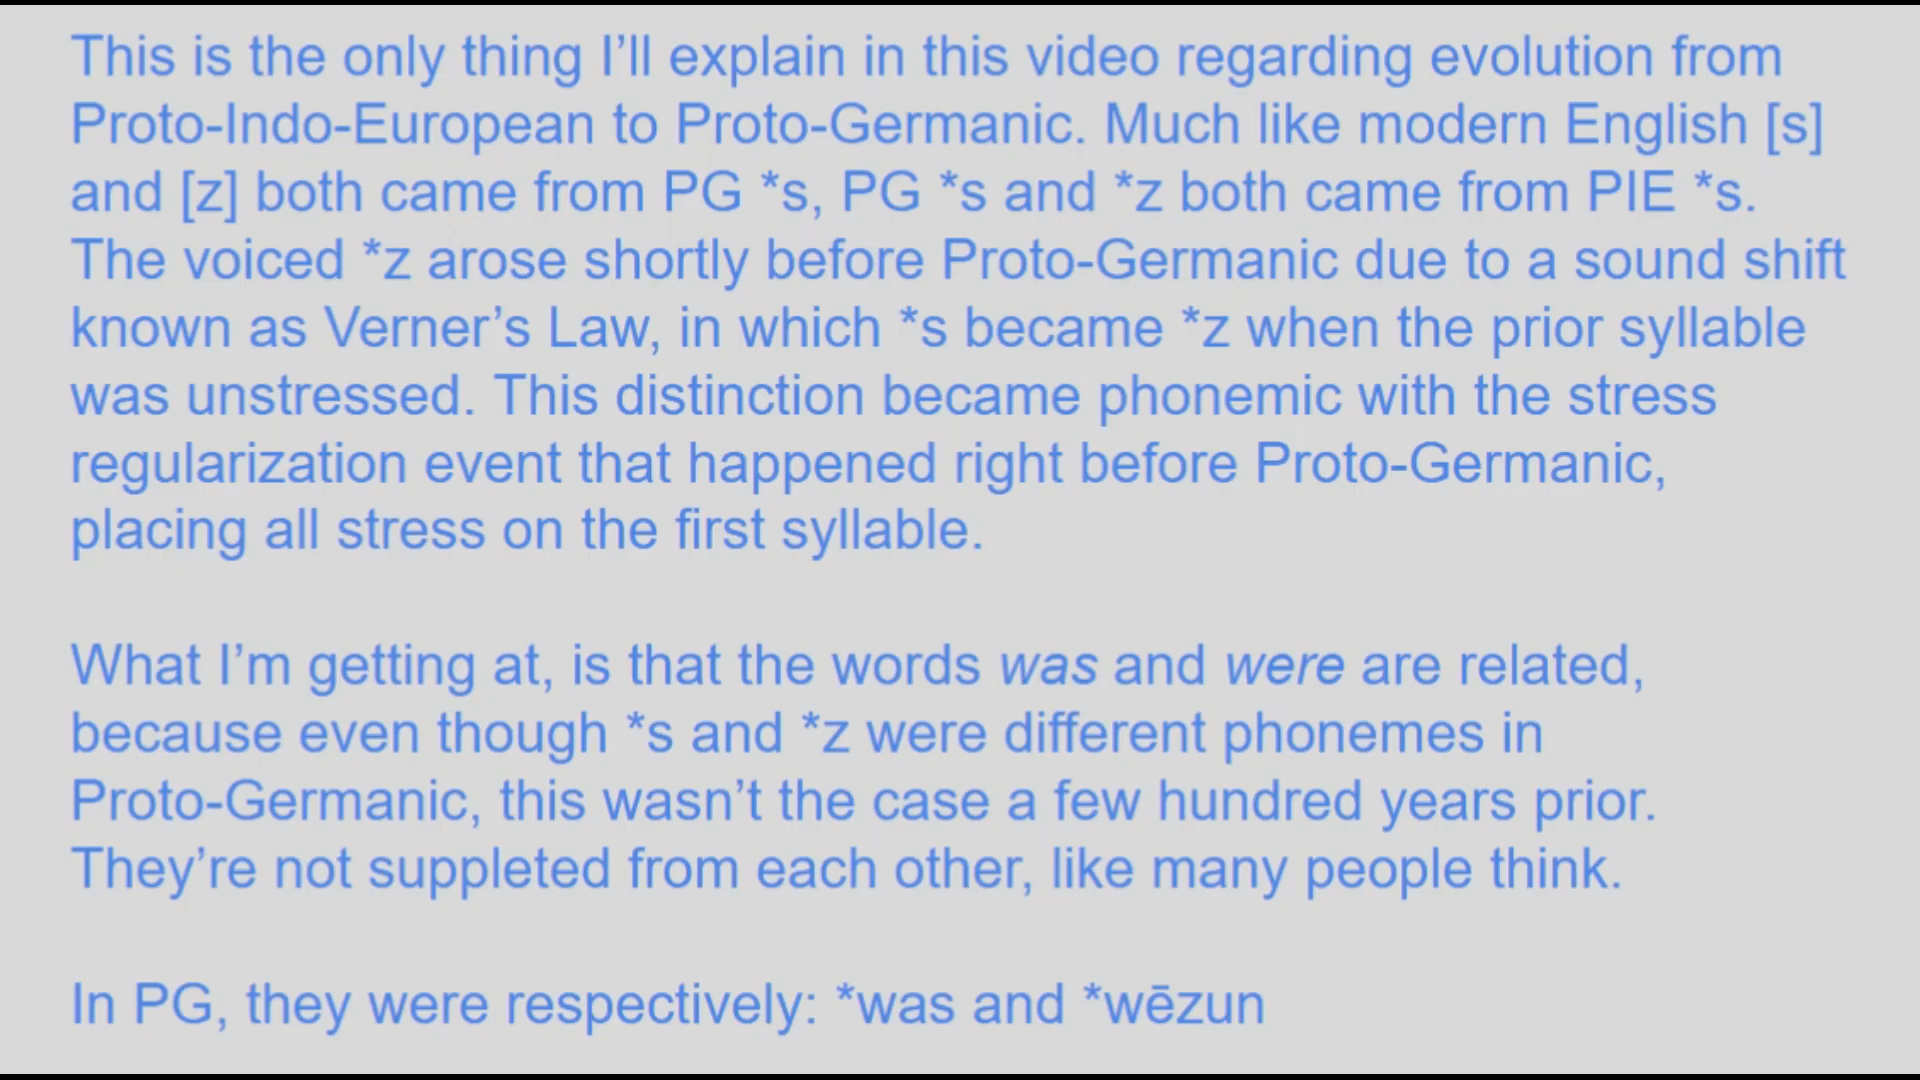 This is the only thing I’ll explain in this video regarding evolution from
Proto-Indo-European to Proto-Germanic. Much like modern English [s]
and [z] both came from PG *s, PG *s and *z both came from PIE *s.
The voiced *z arose shortly before Proto-Germanic due to a sound shift
known as Verner’s Law, in which *s became *z when the prior syllable
was unstressed. This distinction became phonemic with the stress
regularization event that happened right before Proto-Germanic,
placing all stress on the first syllable.
What I’m getting at, is that the words was and were are related,
because even though *s and *z were different phonemes in
Proto-Germanic, this wasn’t the case a few hundred years prior.
They’re not suppleted from each other, like many people think.
In PG, they were respectively: *was and *wēzun